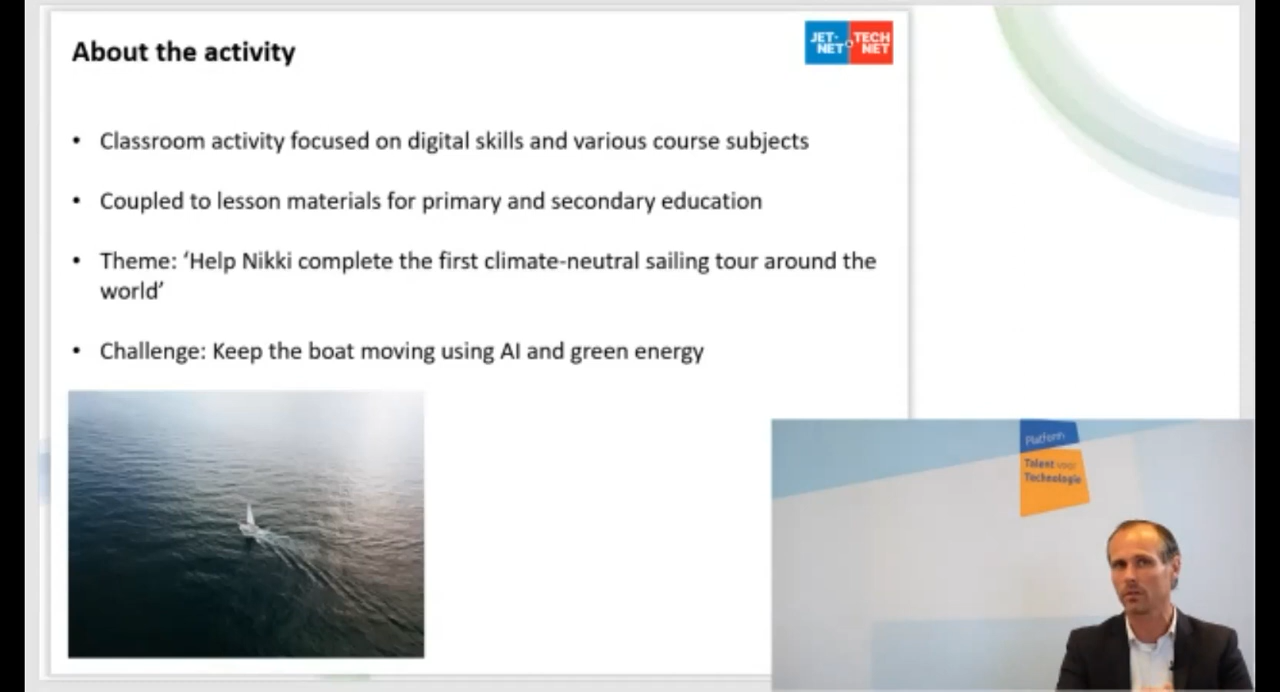 About the activity
JET-NET TECH NET
• Classroom activity focused on digital skills and various course subjects
• Coupled to lesson materials for primary and secondary education
• Theme: ‘Help Nikki complete the first climate-neutral sailing tour around the
world’
• Challenge: Keep the boat moving using AI and green energy
Platform
Talent voor
Technologie